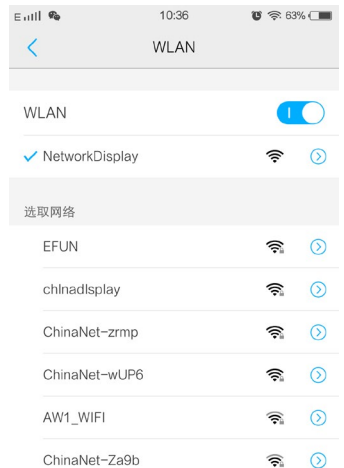 E 10:36 63%
WLAN
WLAN
NetworkDisplay
选取网络
EFUN
chInadIsplay
ChinaNet-zrmp
ChinaNet-wUP6
AW1_WIFI
ChinaNet-Za9b